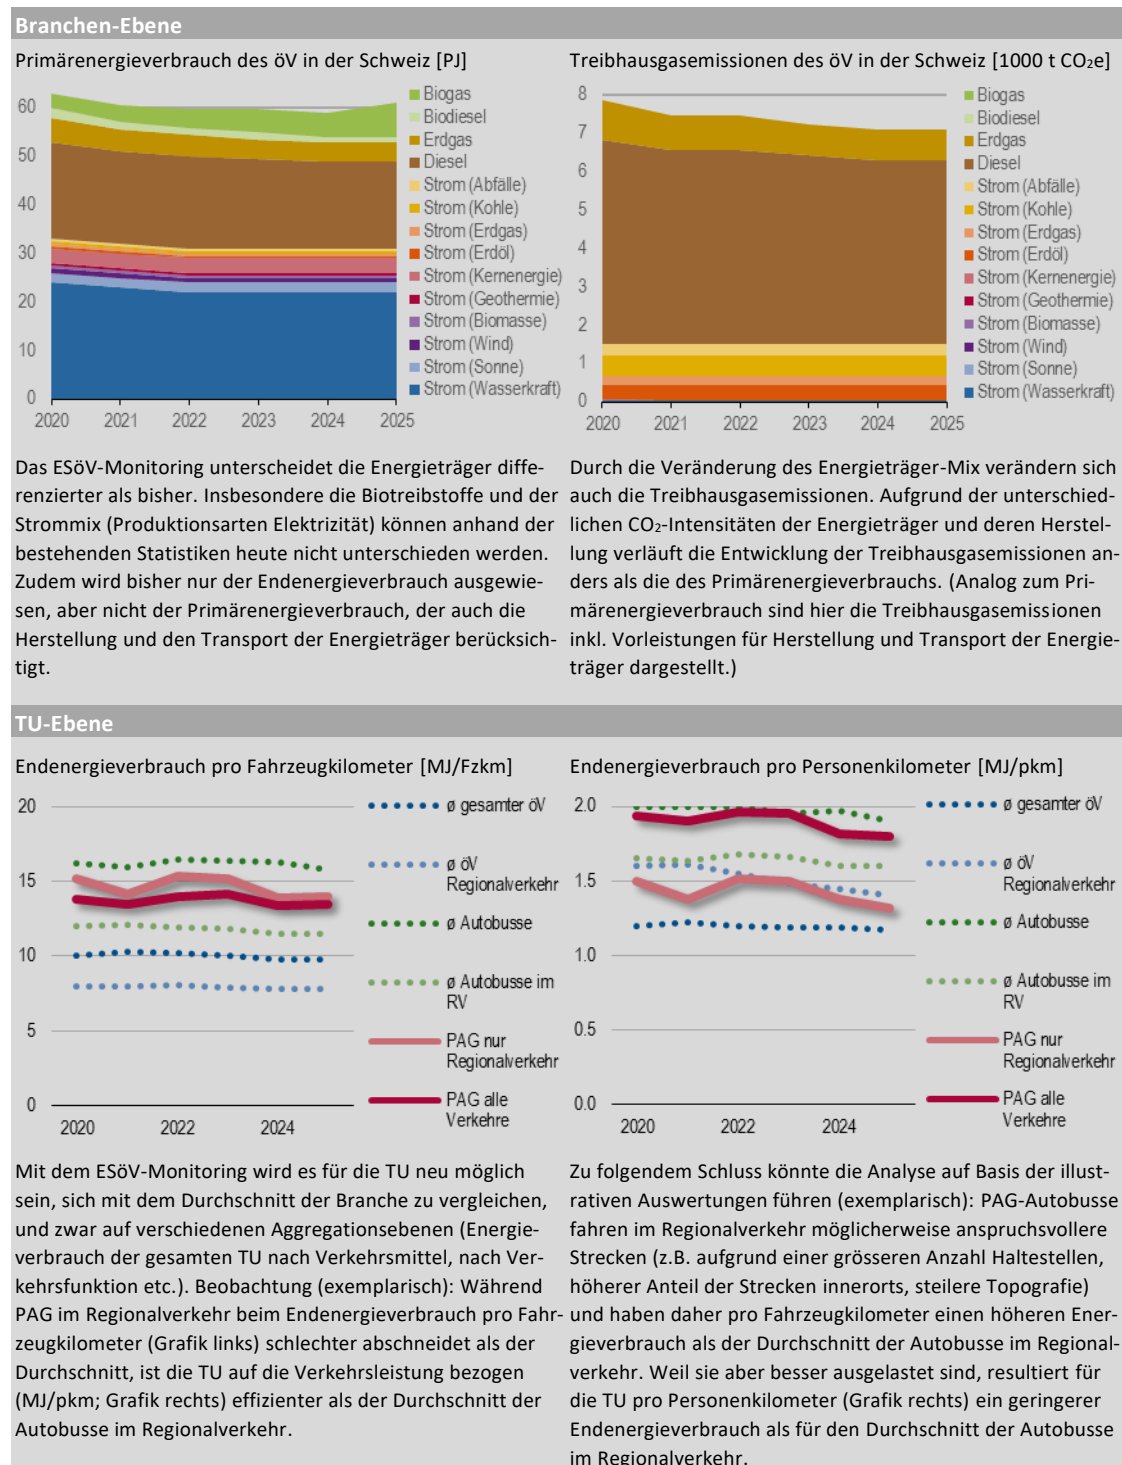 Branchen-Ebene
Primärenergieverbrauch des öV in der Schweiz [PJ]
60
50
40
30
20
10
0
2020 2021 2022 2023 2024 2025
Biogas
Biodiesel
Erdgas
Diesel
Strom (Abfälle)
Strom (Kohle)
Strom (Erdgas)
Strom (Erdöl)
Strom (Kernenergie)
Strom (Geothermie)
Strom (Biomasse)
Strom (Wind)
Strom (Sonne)
Strom (Wasserkraft)
Das ESöV-Monitoring unterscheidet die Energieträger diffe-
renzierter als bisher. Insbesondere die Biotreibstoffe und der
Strommix (Produktionsarten Elektrizität) können anhand der
bestehenden Statistiken heute nicht unterschieden werden.
Zudem wird bisher nur der Endenergieverbrauch ausgewie-
sen, aber nicht der Primärenergieverbrauch, der auch die
Herstellung und den Transport der Energieträger berücksich-
tigt.
Treibhausgasemissionen des öV in der Schweiz [1000 t CO₂e]
8
7
6
5
4
3
2
1
0
2020 2021 2022 2023 2024 2025
Biogas
Biodiesel
Erdgas
Diesel
Strom (Abfälle)
Strom (Kohle)
Strom (Erdgas)
Strom (Erdöl)
Strom (Kernenergie)
Strom (Geothermie)
Strom (Biomasse)
Strom (Wind)
Strom (Sonne)
Strom (Wasserkraft)
Durch die Veränderung des Energieträger-Mix verändern sich
auch die Treibhausgasemissionen. Aufgrund der unterschied-
lichen CO₂-Intensitäten der Energieträger und deren Herstel-
lung verläuft die Entwicklung der Treibhausgasemissionen an-
ders als die des Primärenergieverbrauchs. (Analog zum Pri-
märenergieverbrauch sind hier die Treibhausgasemissionen
inkl. Vorleistungen für Herstellung und Transport der Energie-
träger dargestellt.)
TU-Ebene
Endenergieverbrauch pro Fahrzeugkilometer [MJ/Fzkm]
20
15
10
5
0
2020 2022 2024
ø gesamter öV
ø öV
Regionalverkehr
ø Autobusse
ø Autobusse im
RV
PAG nur
Regionalverkehr
PAG alle
Verkehre
Mit dem ESöV-Monitoring wird es für die TU neu möglich
sein, sich mit dem Durchschnitt der Branche zu vergleichen,
und zwar auf verschiedenen Aggregationsebenen (Energie-
verbrauch der gesamten TU nach Verkehrsmittel, nach Ver-
kehrsfunktion etc.). Beobachtung (exemplarisch): Während
PAG im Regionalverkehr beim Endenergieverbrauch pro Fahr-
zeugkilometer (Grafik links) schlechter abschneidet als der
Durchschnitt, ist die TU auf die Verkehrsleistung bezogen
(MJ/pkm; Grafik rechts) effizienter als der Durchschnitt der
Autobusse im Regionalverkehr.
Endenergieverbrauch pro Personenkilometer [MJ/pkm]
2.0
1.5
1.0
0.5
0.0
2020 2022 2024
ø gesamter öV
ø öV
Regionalverkehr
ø Autobusse
ø Autobusse im
RV
PAG nur
Regionalverkehr
PAG alle
Verkehre
Zu folgendem Schluss könnte die Analyse auf Basis der illust-
rativen Auswertungen führen (exemplarisch): PAG-Autobusse
fahren im Regionalverkehr möglicherweise anspruchsvollere
Strecken (z.B. aufgrund einer grösseren Anzahl Haltestellen,
höherer Anteil der Strecken innerorts, steilere Topografie)
und haben daher pro Fahrzeugkilometer einen höheren Ener-
gieverbrauch als der Durchschnitt der Autobusse im Regional-
verkehr. Weil sie aber besser ausgelastet sind, resultiert für
die TU pro Personenkilometer (Grafik rechts) ein geringerer
Endenergieverbrauch als für den Durchschnitt der Autobusse
im Regionalverkehr.